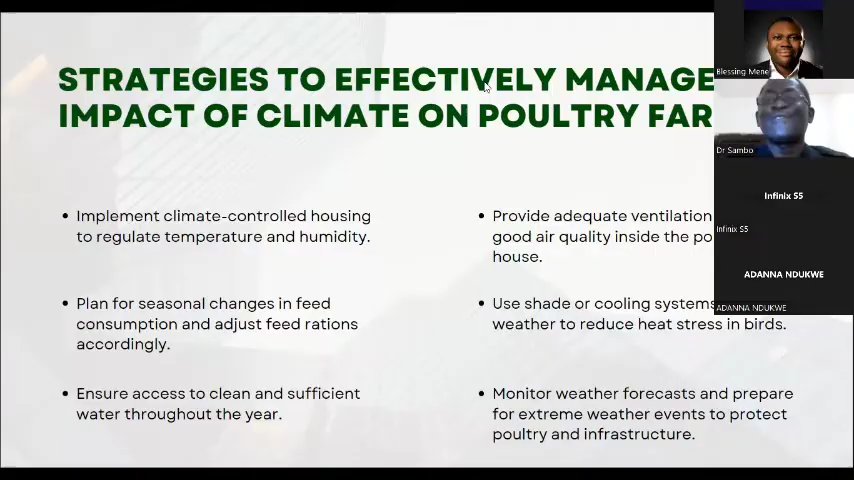 STRATEGIES TO EFFECTIVELY MANAGE
IMPACT OF CLIMATE ON POULTRY FAR
Implement climate-controlled housing
to regulate temperature and humidity.
Plan for seasonal changes in feed
consumption and adjust feed rations
accordingly.
Ensure access to clean and sufficient
water throughout the year.
Provide adequate ventilation
good air quality inside the po
house.
Use shade or cooling systems
weather to reduce heat stress in birds.
Monitor weather forecasts and prepare
for extreme weather events to protect
poultry and infrastructure.
Blessing Mene
Dr Sambo
Infinix S5
Infinix S5
ADANNA NDUKWE
ADANNA NDUKWE